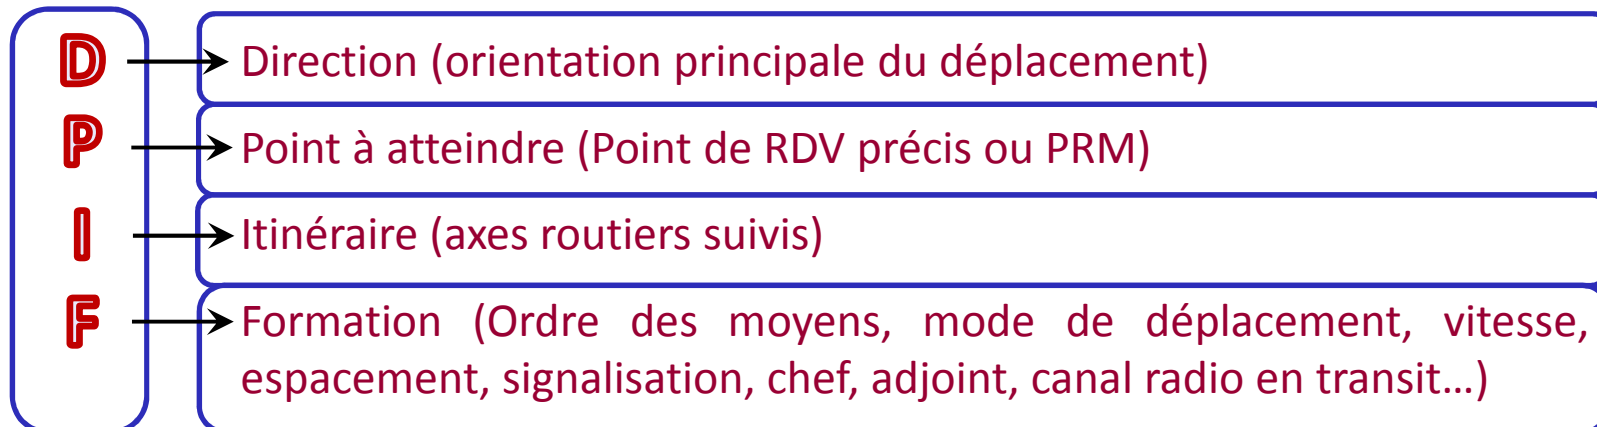 D Direction (orientation principale du déplacement)
P Point à atteindre (Point de RDV précis ou PRM)
I Itinéraire (axes routiers suivis)
F Formation (Ordre des moyens, mode de déplacement, vitesse,
espacement, signalisation, chef, adjoint, canal radio en transit…)